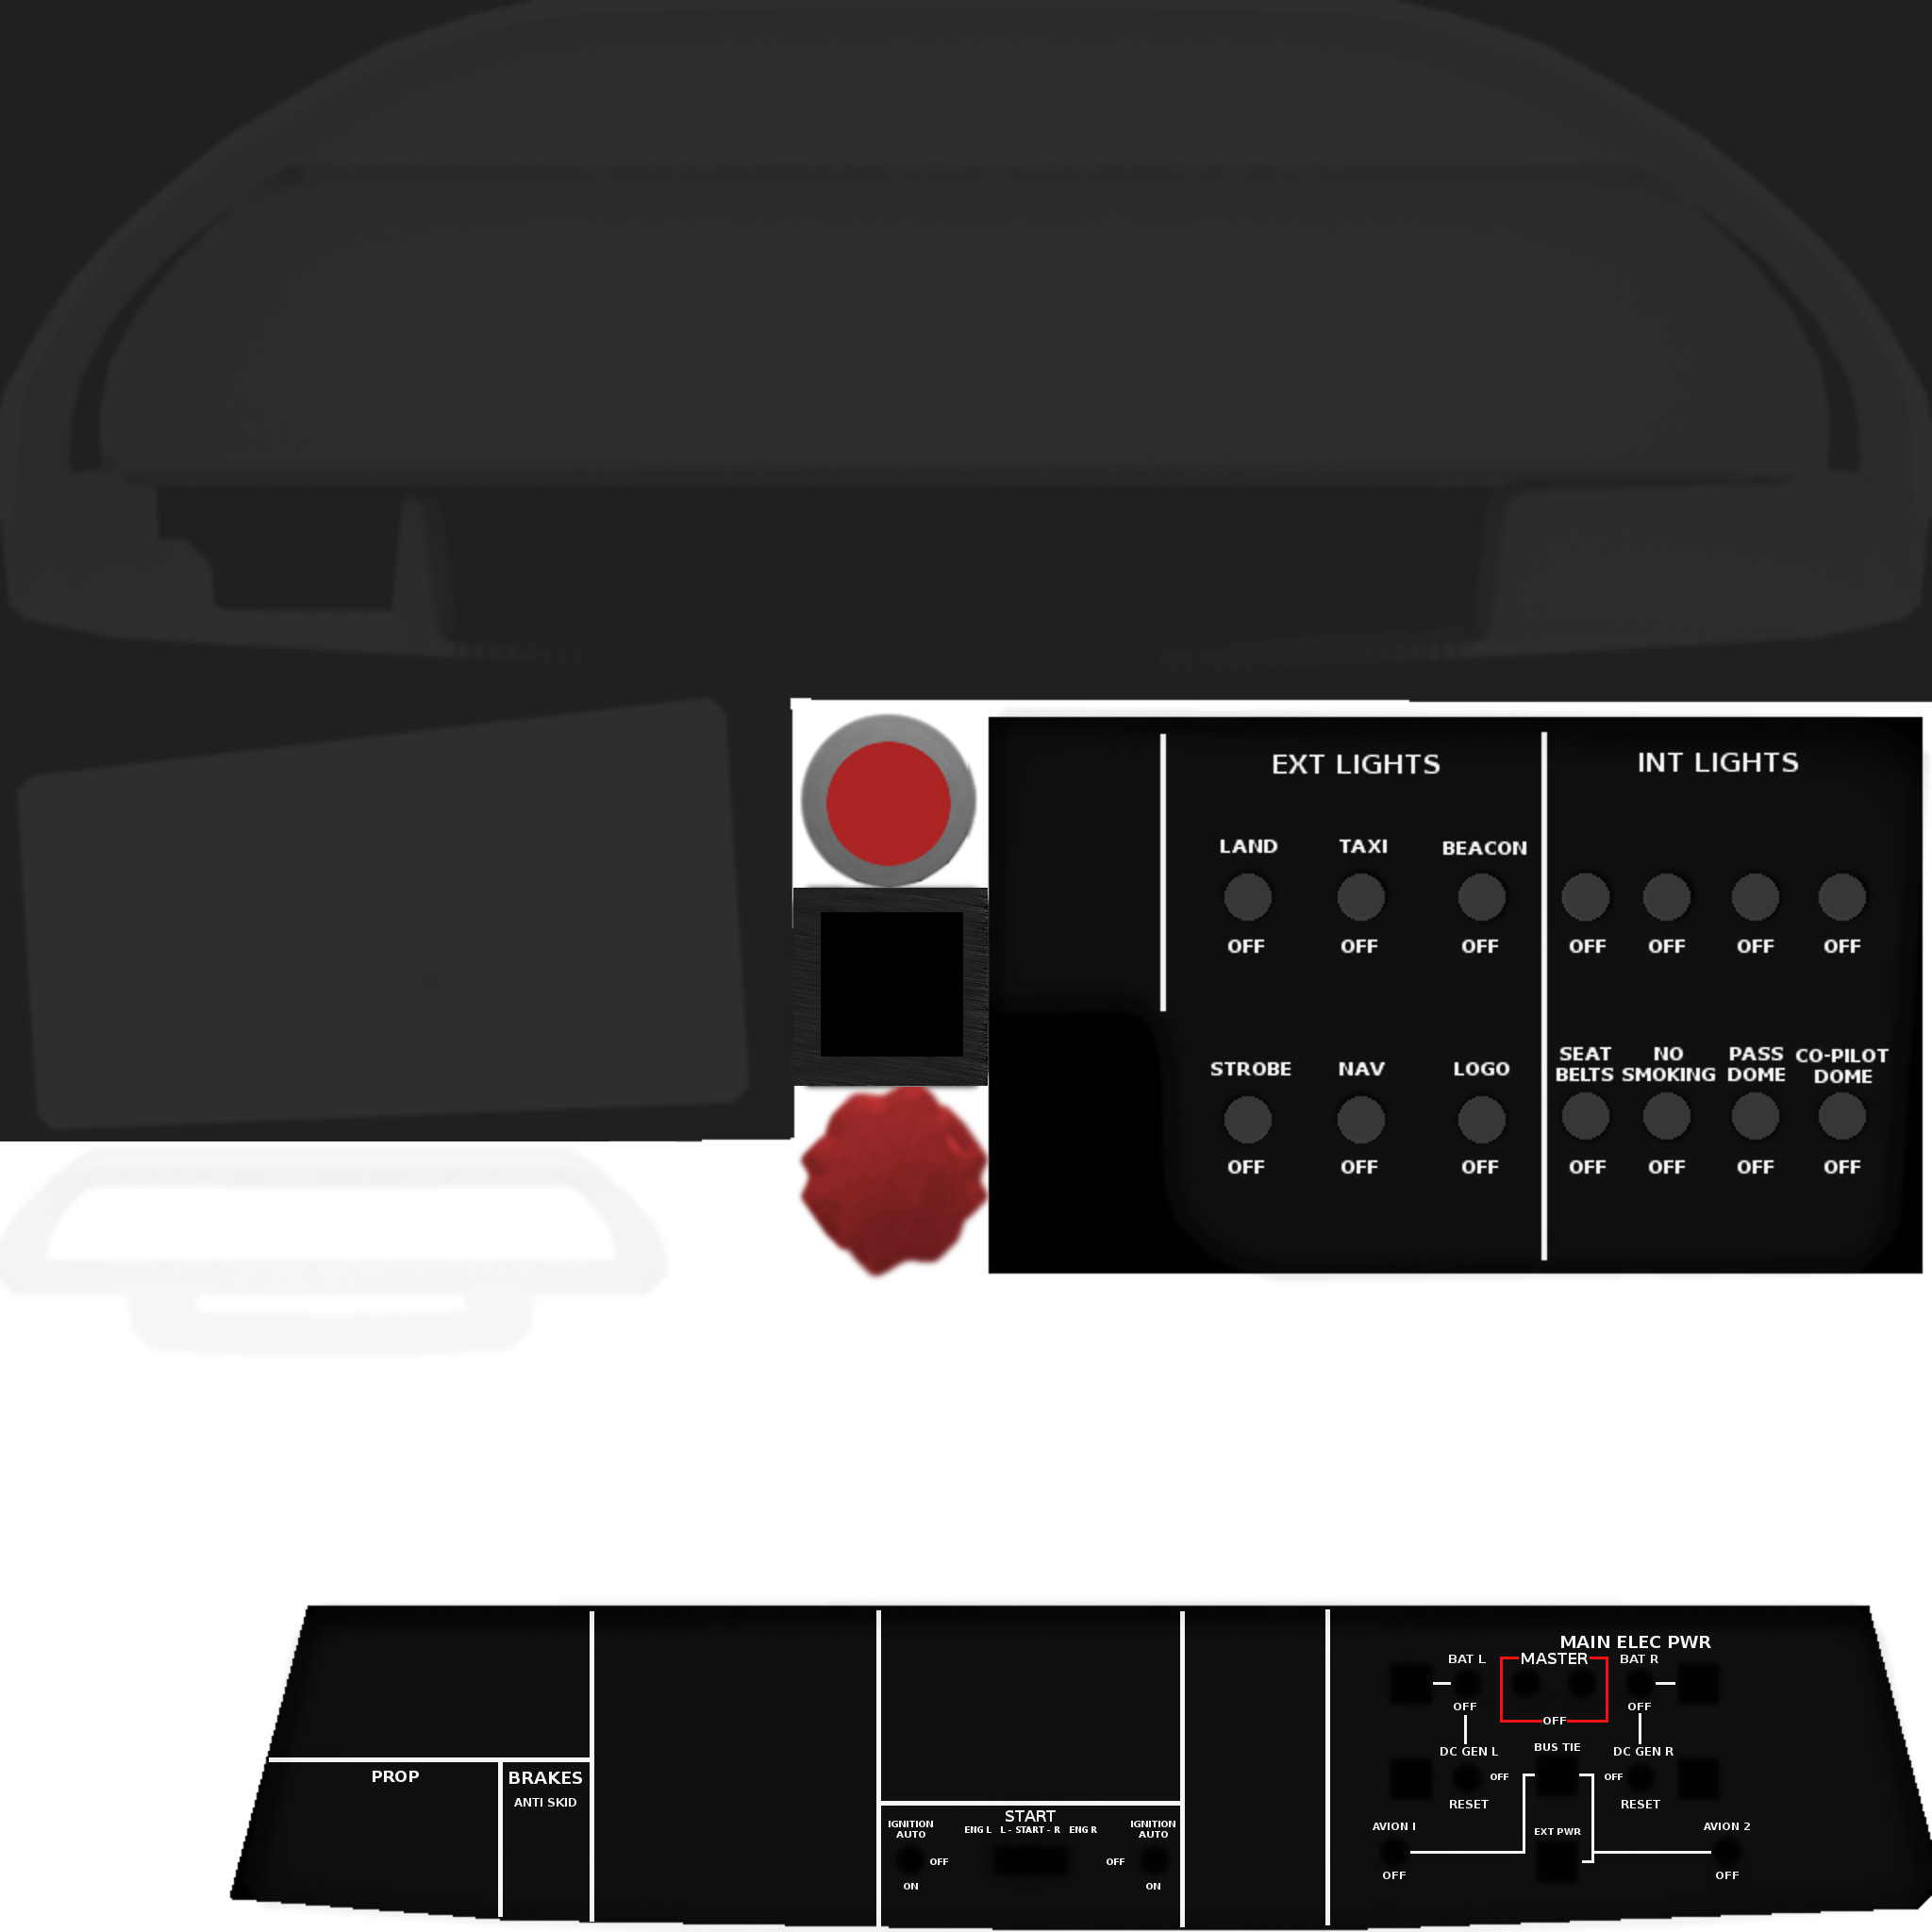 EXT LIGHTS
INT LIGHTS
LAND TAXI BEACON
OFF OFF OFF OFF OFF OFF OFF
STROBE NAV LOGO
SEAT BELTS
NO SMOKING
PASS DOME
CO-PILOT DOME
OFF OFF OFF OFF OFF OFF OFF
PROP
BRAKES
ANTI SKID
START
IGNITION AUTO
ENG L L - START - R ENG R
IGNITION AUTO
OFF OFF
ON ON
MAIN ELEC PWR
BAT L MASTER BAT R
OFF OFF OFF
DC GEN L BUS TIE DC GEN R
OFF OFF
RESET RESET
AVION I EXT PWR AVION 2
OFF OFF